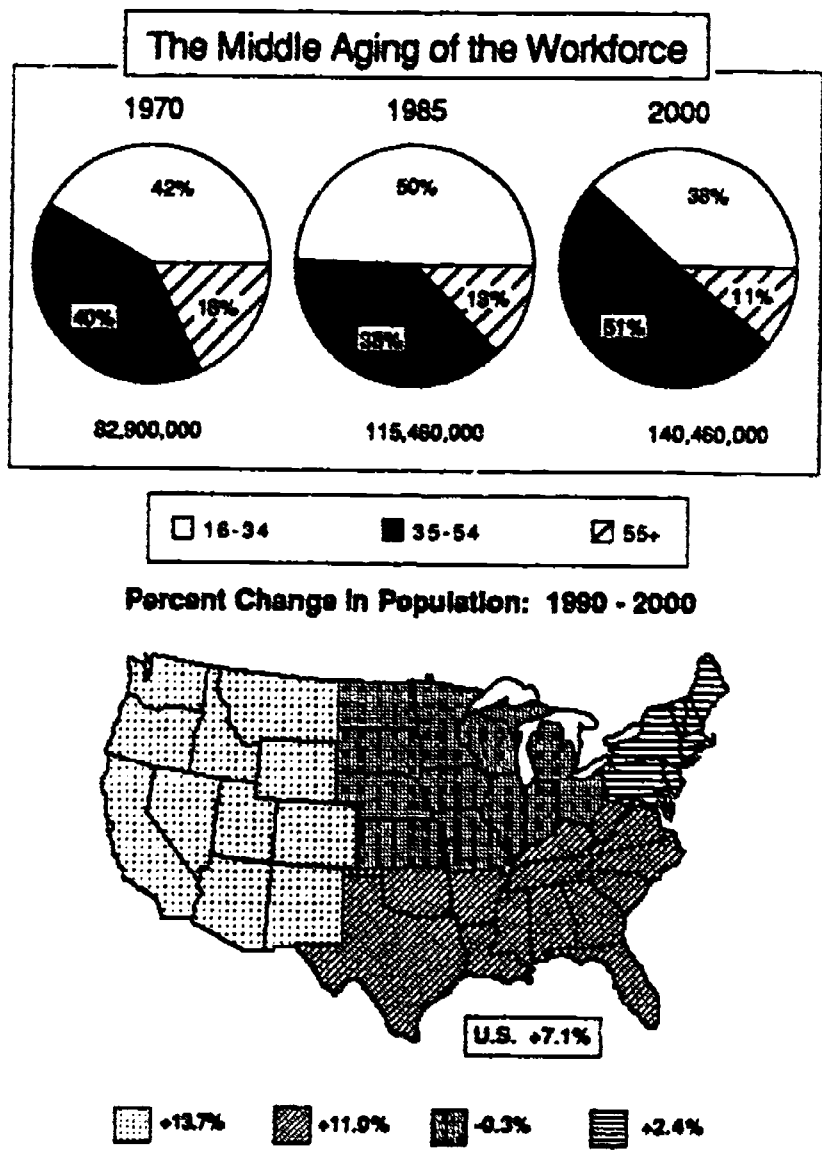 The Middle Aging of the Workforce
1970 1985 2000
42% 50% 38%
18% 13% 11%
40% 38% 51%
82,900,000 115,460,000 140,460,000
16-34 35-54 55+
Percent Change in Population: 1990 - 2000
U.S. +7.1%
+13.7% -0.3% +2.4%